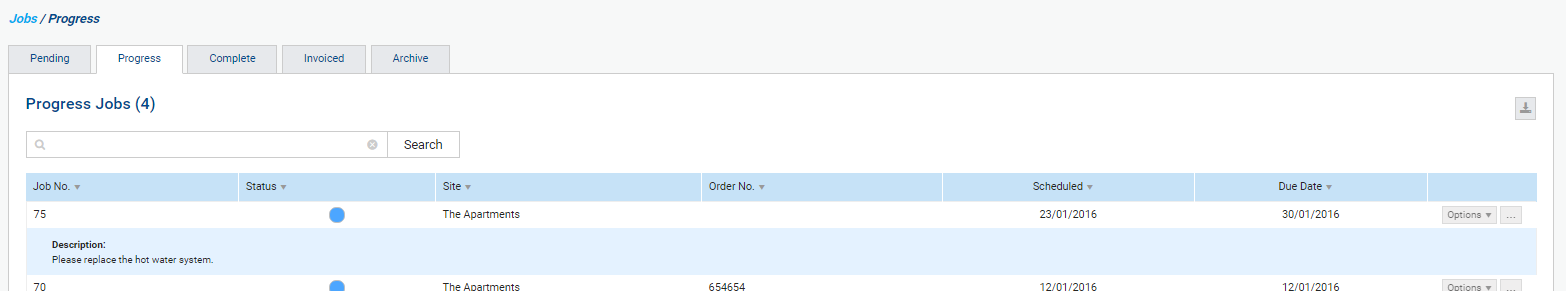 Jobs / Progress
Pending Progress Complete Invoiced Archive
Progress Jobs (4)
Search
Job No. Status Site Order No. Scheduled Due Date
75 The Apartments 23/01/2016 30/01/2016 Options ...
Description:
Please replace the hot water system.
70 The Apartments 654654 12/01/2016 12/01/2016 Options ...